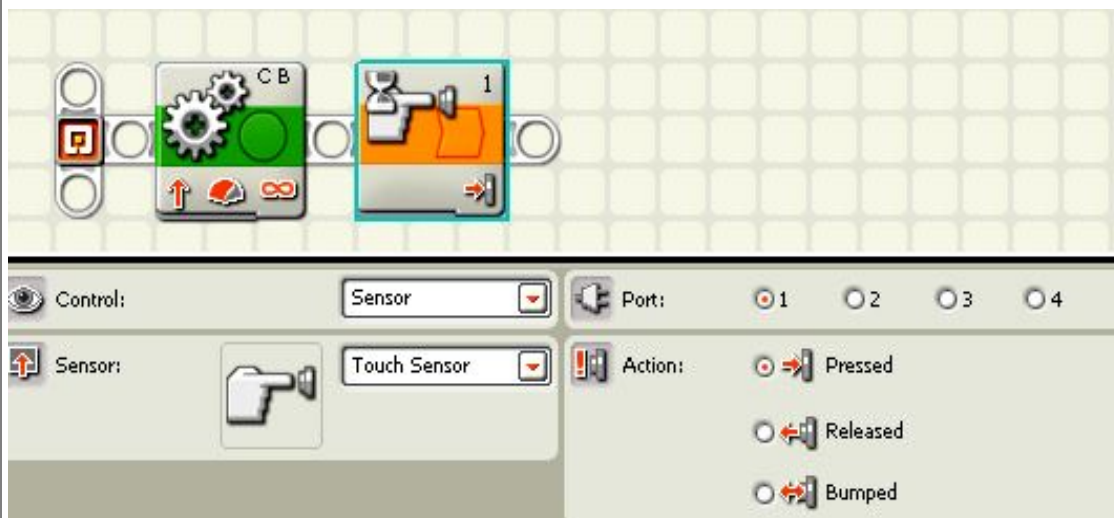 C B
1
Control: Sensor
Port: 1 2 3 4
Sensor: Touch Sensor
Action: Pressed
Released
Bumped